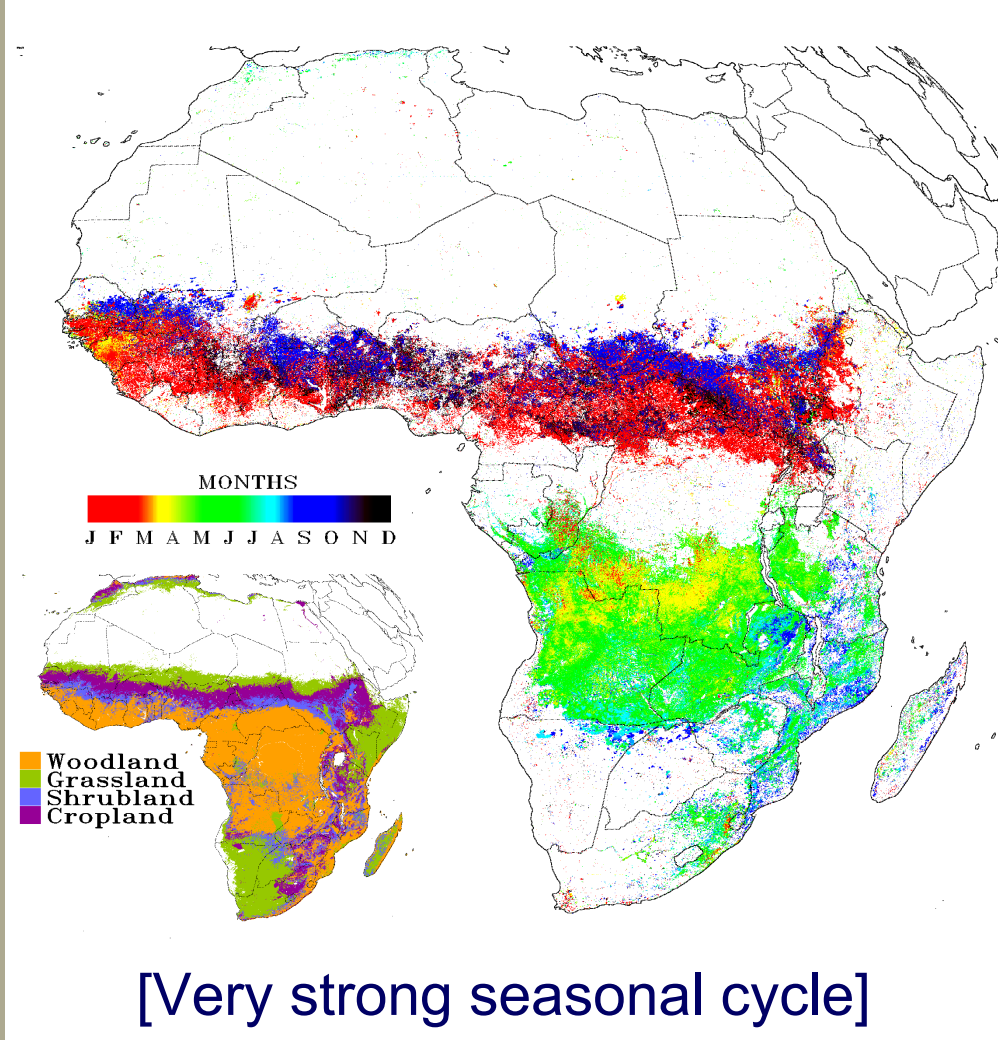 MONTHS
J F M A M J J A S O N D
Woodland
Grassland
Shrubland
Cropland
[Very strong seasonal cycle]